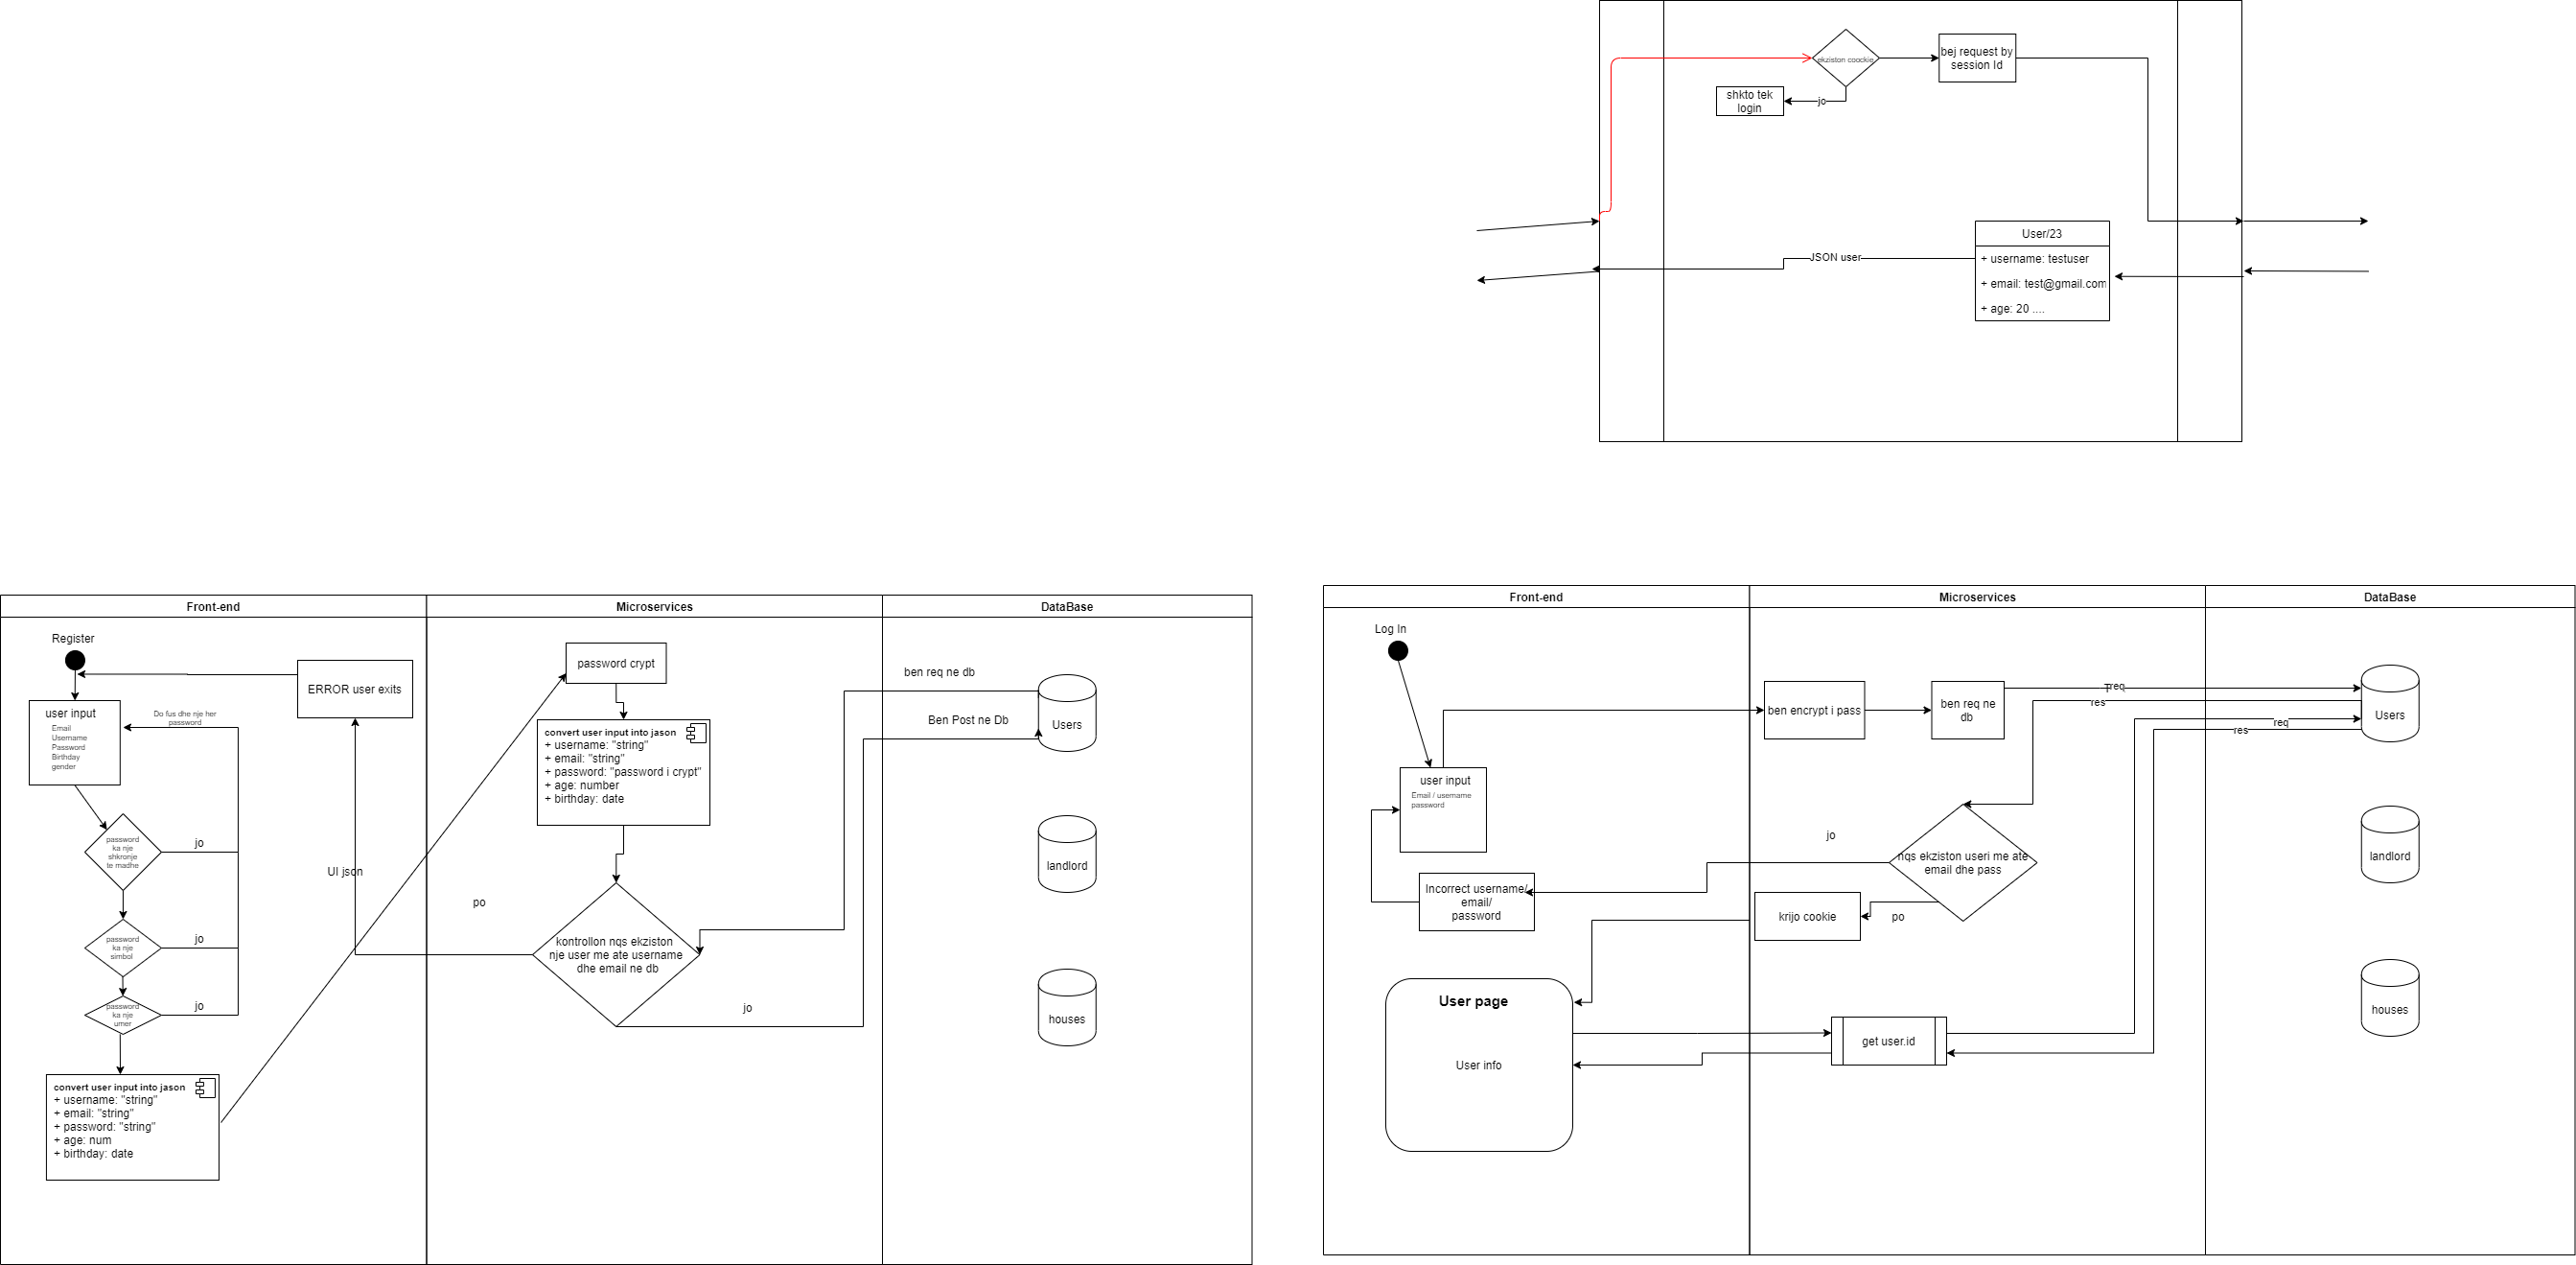 ekziston coockie
bej request by
session Id
shkto tek
login
jo
User/23
+ username: testuser
+ email: test@gmail.com
+ age: 20 ....
JSON user
Front-end
Microservices
DataBase
Register
ERROR user exits
user input
Email
Username
Password
Birthday
gender
Do fus dhe nje her
password
password
ka nje
shkronje
te madhe
jo
password
ka nje
simbol
jo
password
ka nje
umer
jo
convert user input into jason
+ username: "string"
+ email: "string"
+ password: "string"
+ age: num
+ birthday: date
UI json
password crypt
convert user input into jason
+ username: "string"
+ email: "string"
+ password: "password i crypt"
+ age: number
+ birthday: date
po
kontrollon nqs ekziston
nje user me ate username
dhe email ne db
jo
ben req ne db
Ben Post ne Db
Users
landlord
houses
Front-end
Microservices
DataBase
Log In
user input
Email / username
password
Incorrect username/
email/
password
User page
User info
ben encrypt i pass
ben req ne
db
jo
nqs ekziston useri me ate
email dhe pass
krijo cookie
po
get user.id
req
res
req
res
Users
landlord
houses